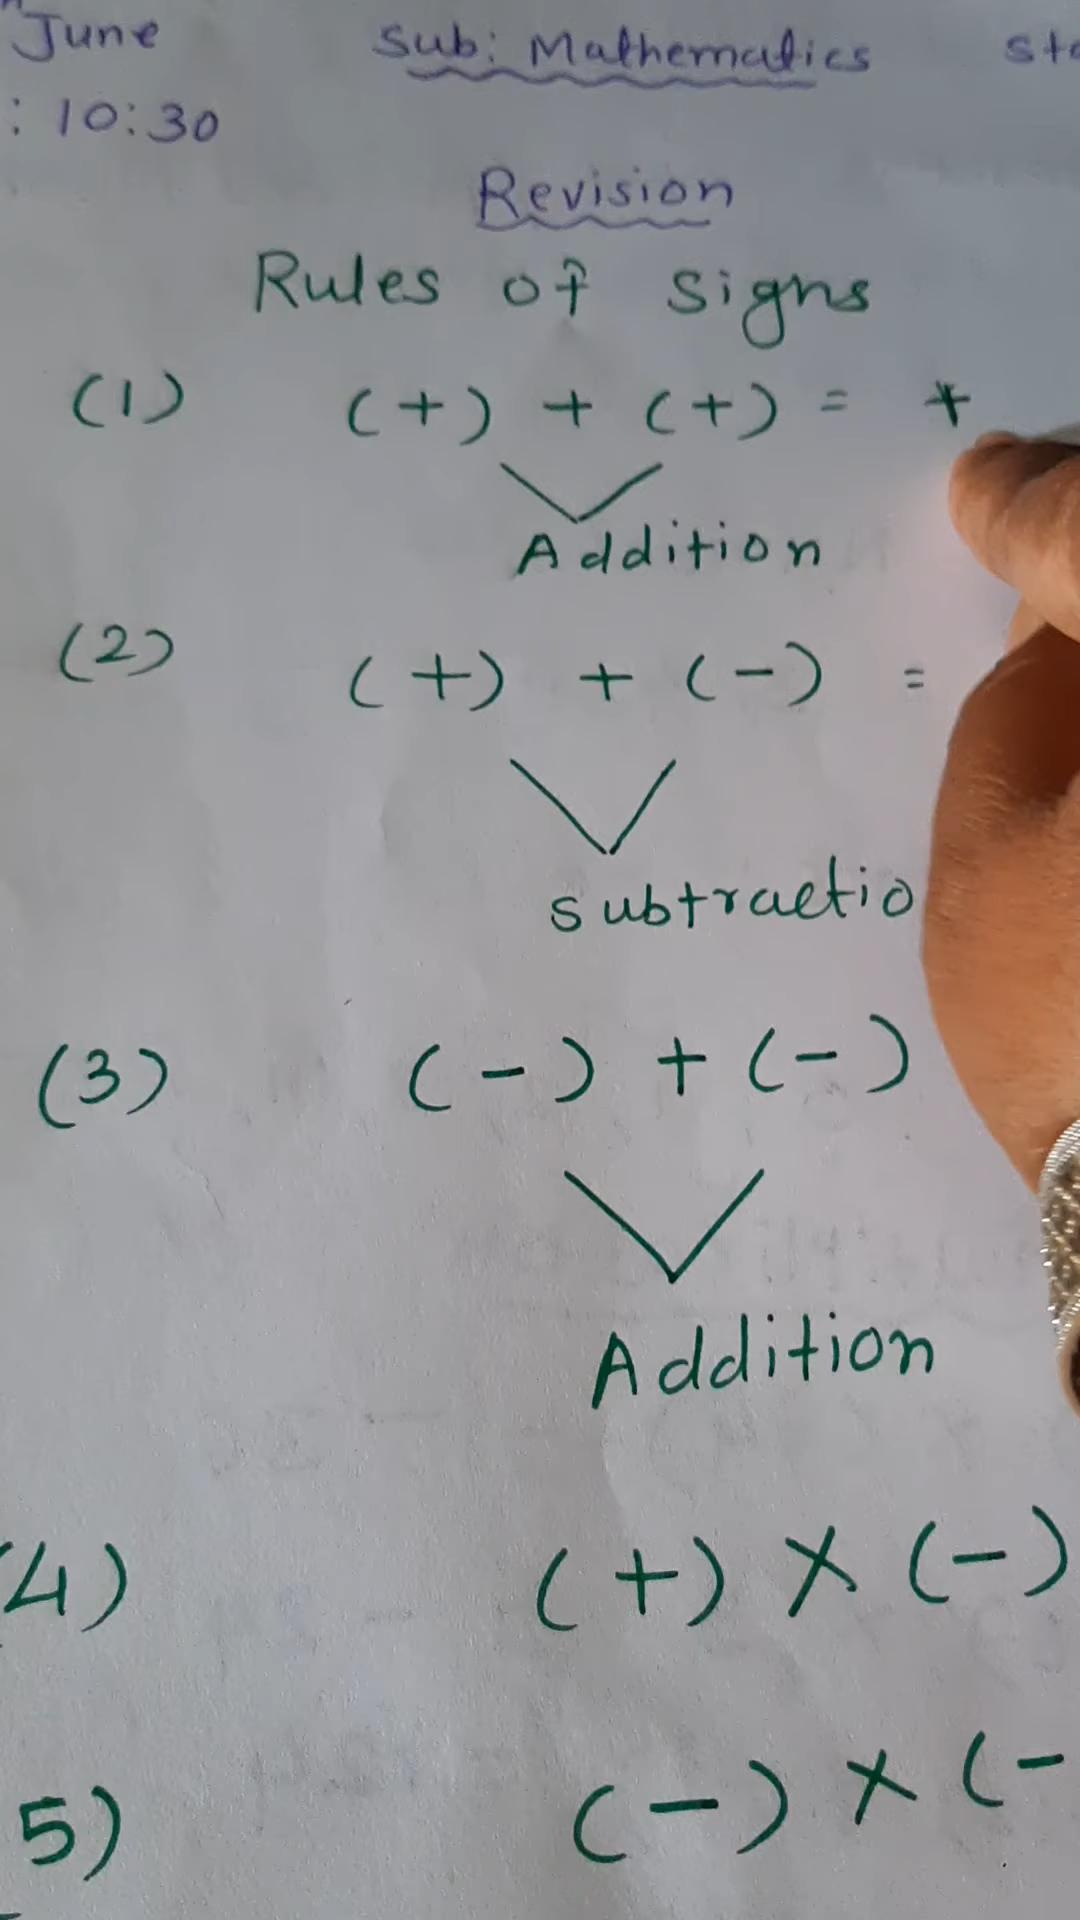 June Sub: Mathematics
: 10:30
Revision
Rules of signs
(1) (+) + (+) = +
Addition
(2) (+) + (-) =
subtractio
(3) (-) + (-)
Addition
4) (+) × (-)
5) (-) × (-